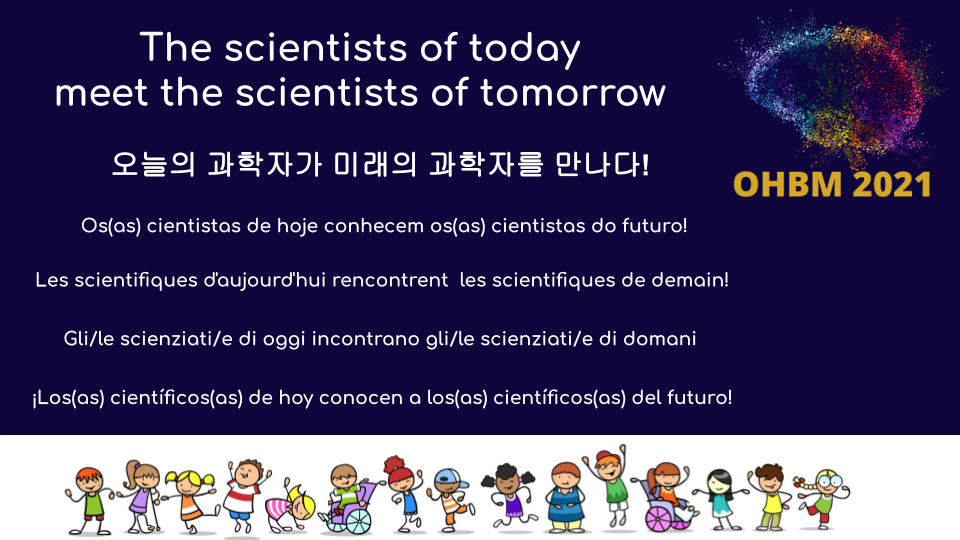 The scientists of today
meet the scientists of tomorrow
오늘의 과학자가 미래의 과학자를 만나다!
OHBM 2021
Os(as) cientistas de hoje conhecem os(as) cientistas do futuro!
Les scientifiques d'aujourd'hui rencontrent les scientifiques de demain!
Gli/le scienziati/e di oggi incontrano gli/le scienziati/e di domani
¡Los(as) científicos(as) de hoy conocen a los(as) científicos(as) del futuro!